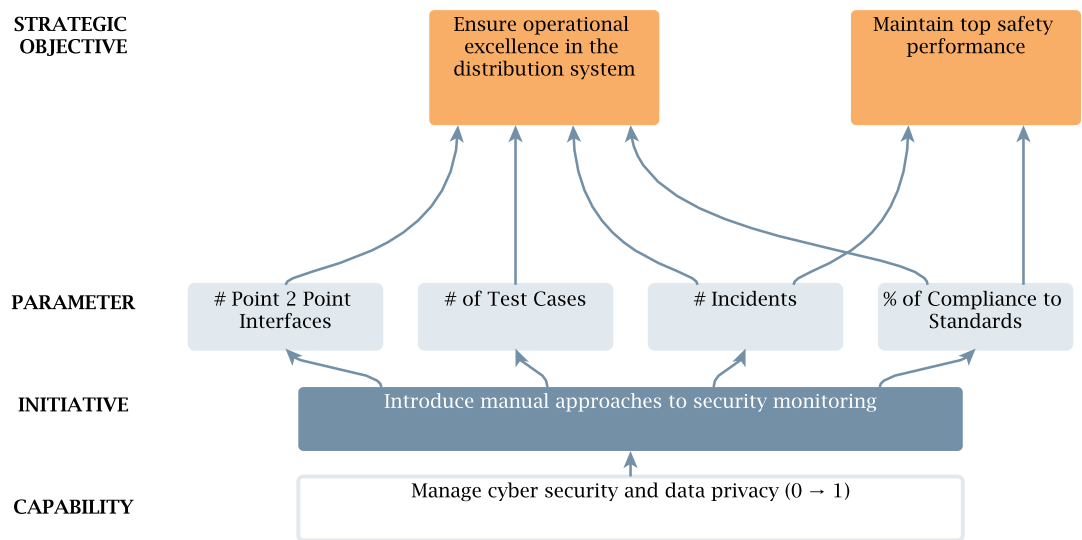 STRATEGIC
OBJECTIVE
Ensure operational
excellence in the
distribution system
Maintain top safety
performance
PARAMETER
# Point 2 Point
Interfaces
# of Test Cases
# Incidents
% of Compliance to
Standards
INITIATIVE
Introduce manual approaches to security monitoring
CAPABILITY
Manage cyber security and data privacy (0 → 1)